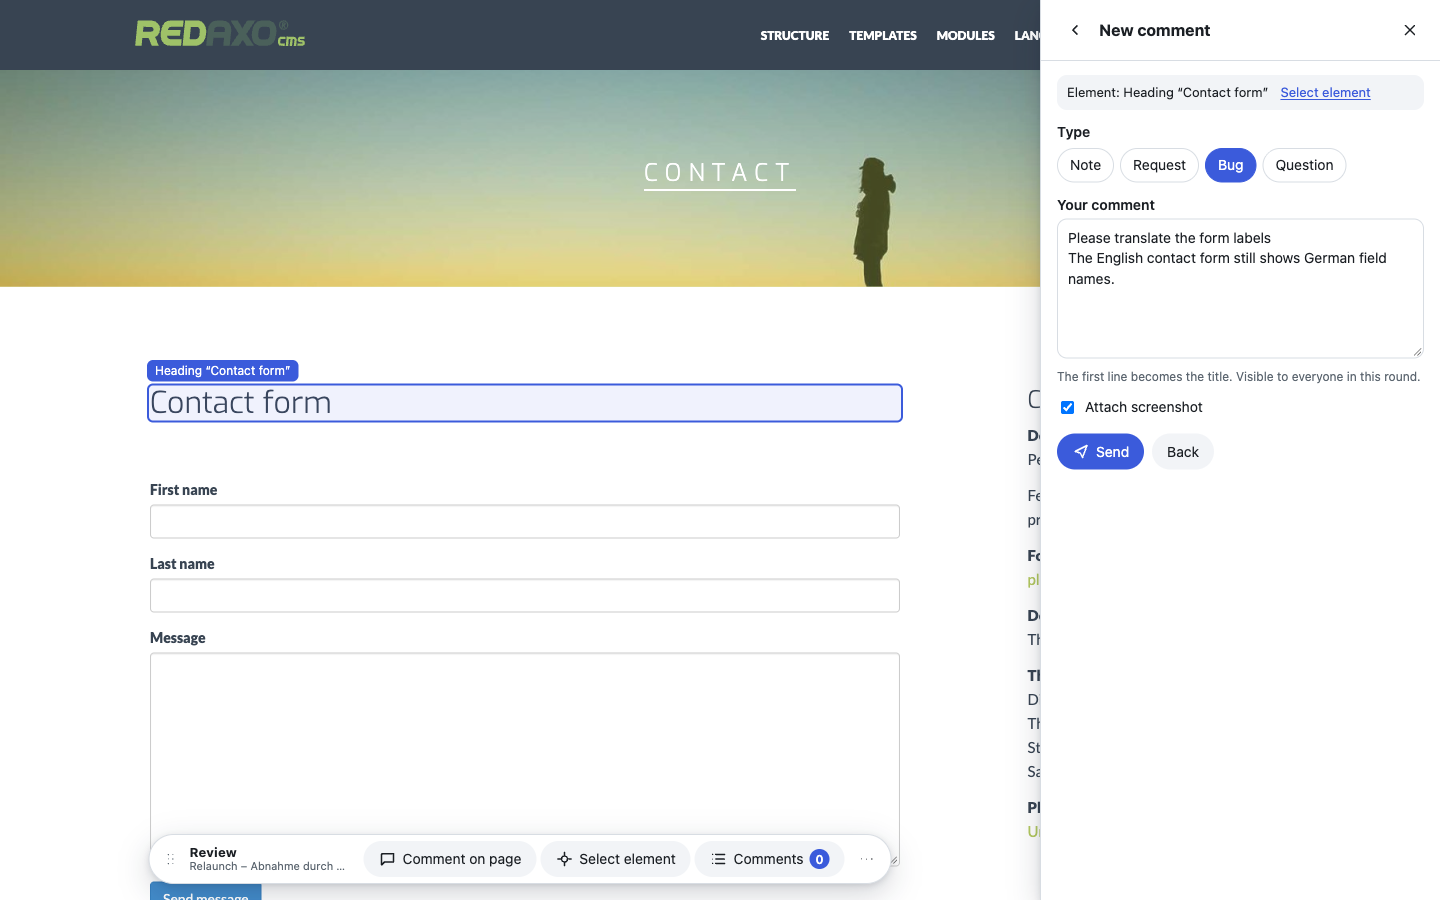 REDAXO® cms
STRUCTURE TEMPLATES MODULES
CONTACT
Heading “Contact form”
Contact form
First name
Last name
Message
Send message
Review
Relaunch – Abnahme durch ...
Comment on page
Select element
Comments 0
New comment
Element: Heading “Contact form” Select element
Type
Note Request Bug Question
Your comment
Please translate the form labels
The English contact form still shows German field
names.
The first line becomes the title. Visible to everyone in this round.
Attach screenshot
Send Back